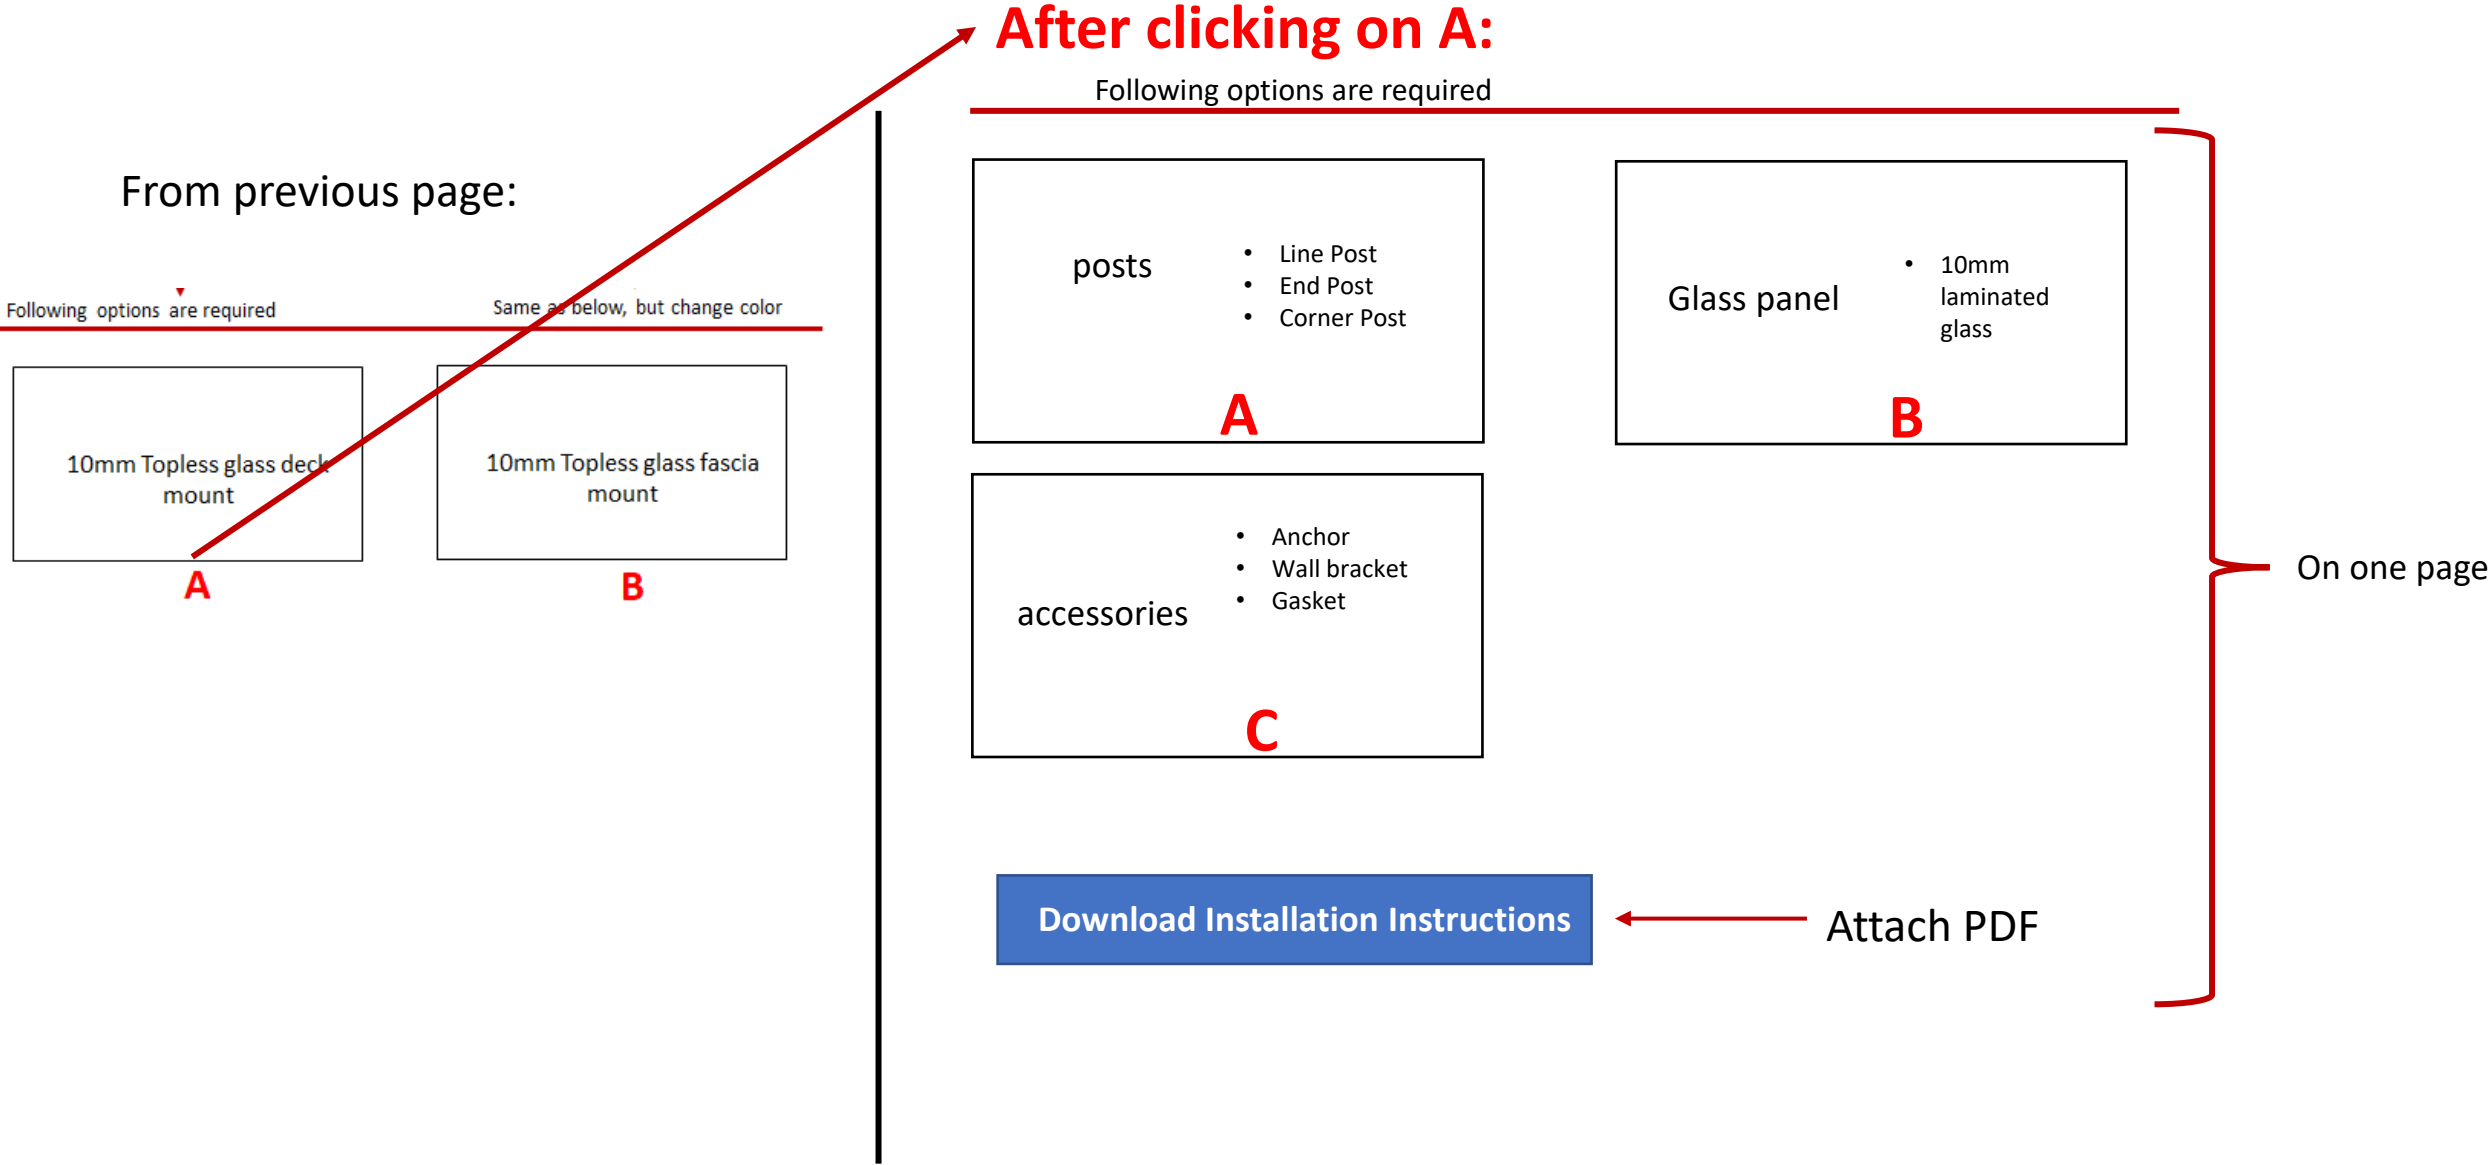 After clicking on A:
Following options are required
From previous page:
Following options are required
Same as below, but change color
10mm Topless glass deck
mount
A
10mm Topless glass fascia
mount
B
posts
• Line Post
• End Post
• Corner Post
A
Glass panel
• 10mm
laminated
glass
B
accessories
• Anchor
• Wall bracket
• Gasket
C
On one page
Download Installation Instructions
Attach PDF